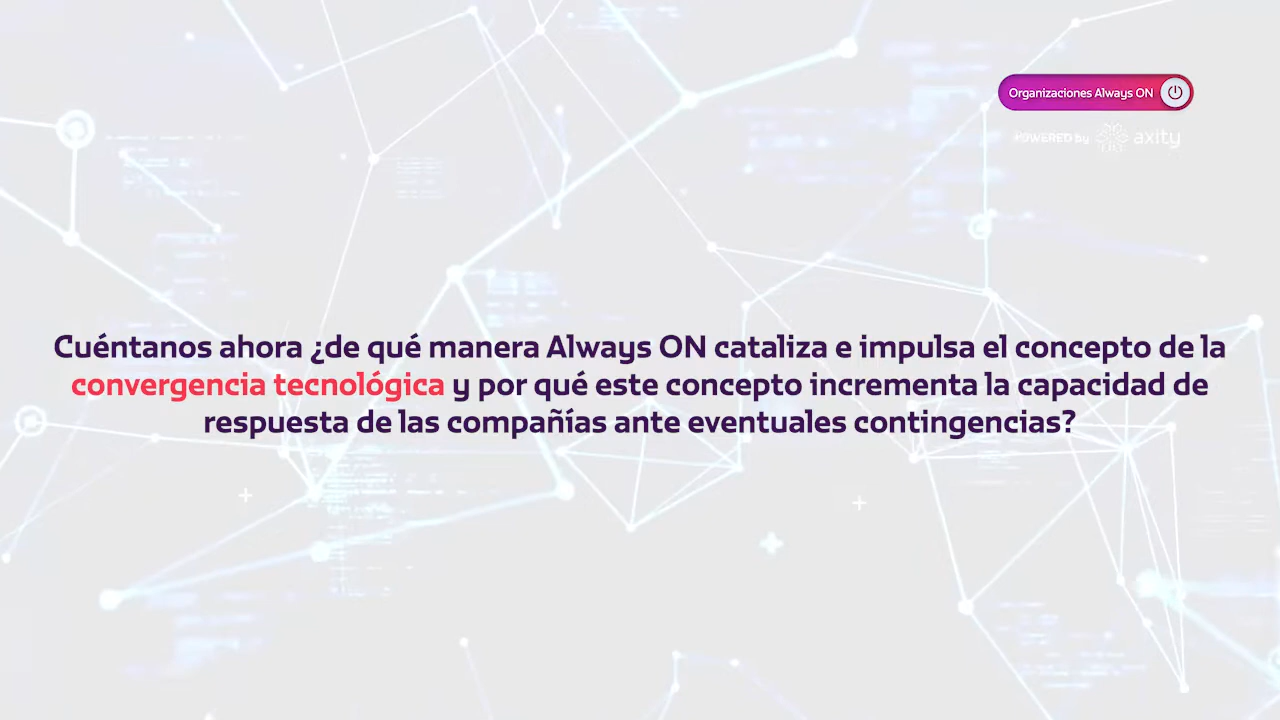 Organizaciones Always ON
POWERED by axity
Cuéntanos ahora ¿de qué manera Always ON cataliza e impulsa el concepto de la
convergencia tecnológica y por qué este concepto incrementa la capacidad de
respuesta de las compañías ante eventuales contingencias?